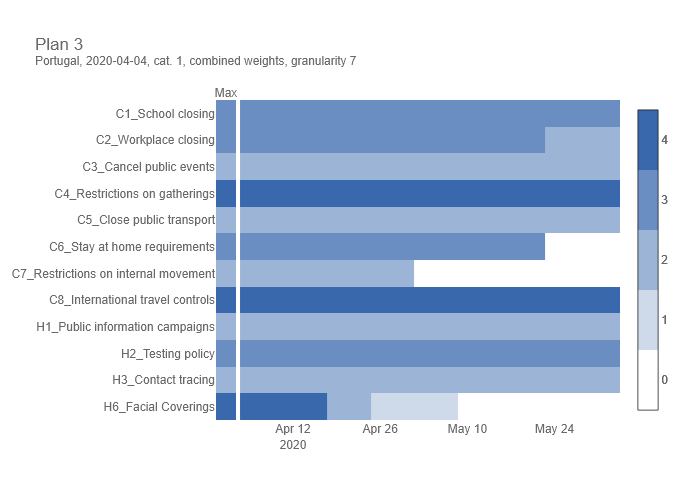 Plan 3
Portugal, 2020-04-04, cat. 1, combined weights, granularity 7
Max
C1_School closing
C2_Workplace closing
C3_Cancel public events
C4_Restrictions on gatherings
C5_Close public transport
C6_Stay at home requirements
C7_Restrictions on internal movement
C8_International travel controls
H1_Public information campaigns
H2_Testing policy
H3_Contact tracing
H6_Facial Coverings
Apr 12
2020
Apr 26
May 10
May 24
4
3
2
1
0